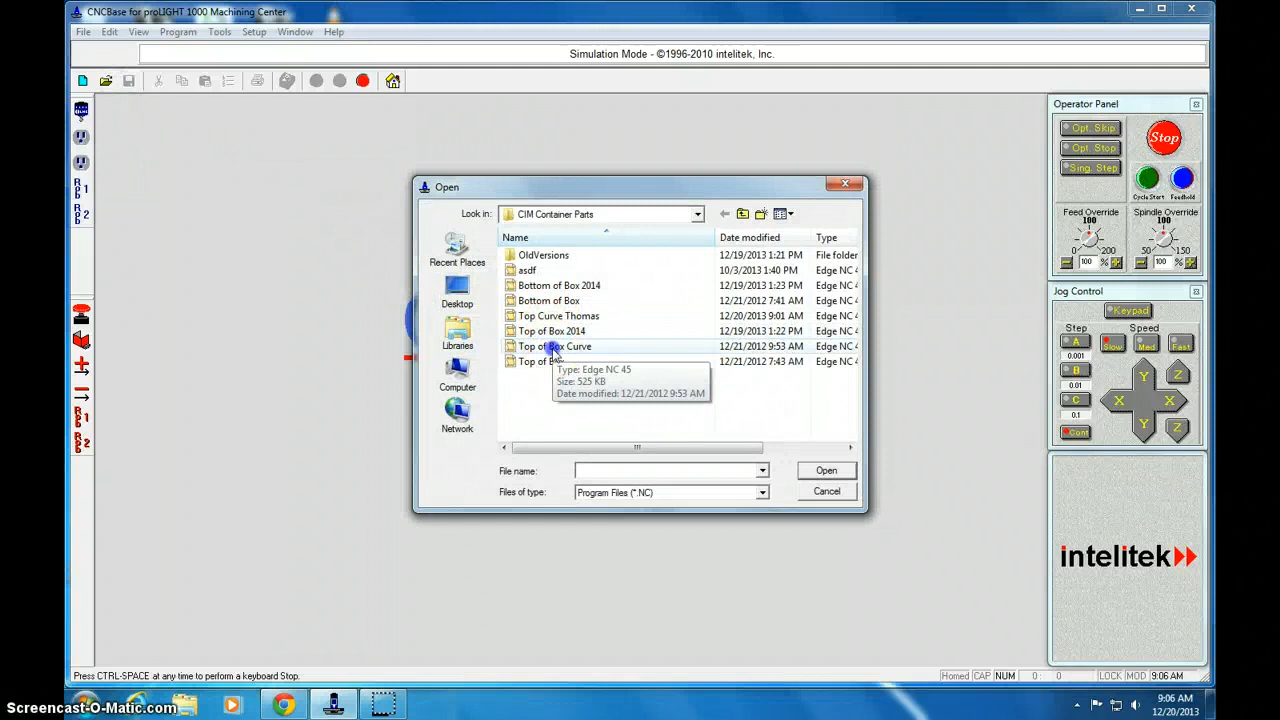 CNCBase for proLIGHT 1000 Machining Center
File Edit View Program Tools Setup Window Help
Simulation Mode - ©1996-2010 intelitek, Inc.
Operator Panel
Opt. Skip
Opt. Stop
Sing. Step
Stop
Cycle Start Feedhold
Feed Override Spindle Override
100 100
0 200 50 150
100 % 100 %
Jog Control
Keypad
Step Speed
A Slow Med Fast
0.001
B
0.01
C
0.1
Cont
Y Z
X X
Y Z
intelitek
Open
Look in: CIM Container Parts
Name Date modified Type
OldVersions 12/19/2013 1:21 PM File folder
asdf 10/3/2013 1:40 PM Edge NC 4
Bottom of Box 2014 12/19/2013 1:23 PM Edge NC 4
Bottom of Box 12/21/2012 7:41 AM Edge NC 4
Top Curve Thomas 12/20/2013 9:01 AM Edge NC 4
Top of Box 2014 12/19/2013 1:22 PM Edge NC 4
Top of Box Curve 12/21/2012 9:53 AM Edge NC 4
Top of 12/21/2012 7:43 AM Edge NC 4
Type: Edge NC 45
Size: 525 KB
Date modified: 12/21/2012 9:53 AM
Recent Places
Desktop
Libraries
Computer
Network
File name: Open
Files of type: Program Files (*.NC) Cancel
Press CTRL-SPACE at any time to perform a keyboard Stop.
Homed CAP NUM 0 : 0 LOCK MOD 9:06 AM
9:06 AM
12/20/2013
Screencast-O-Matic.com